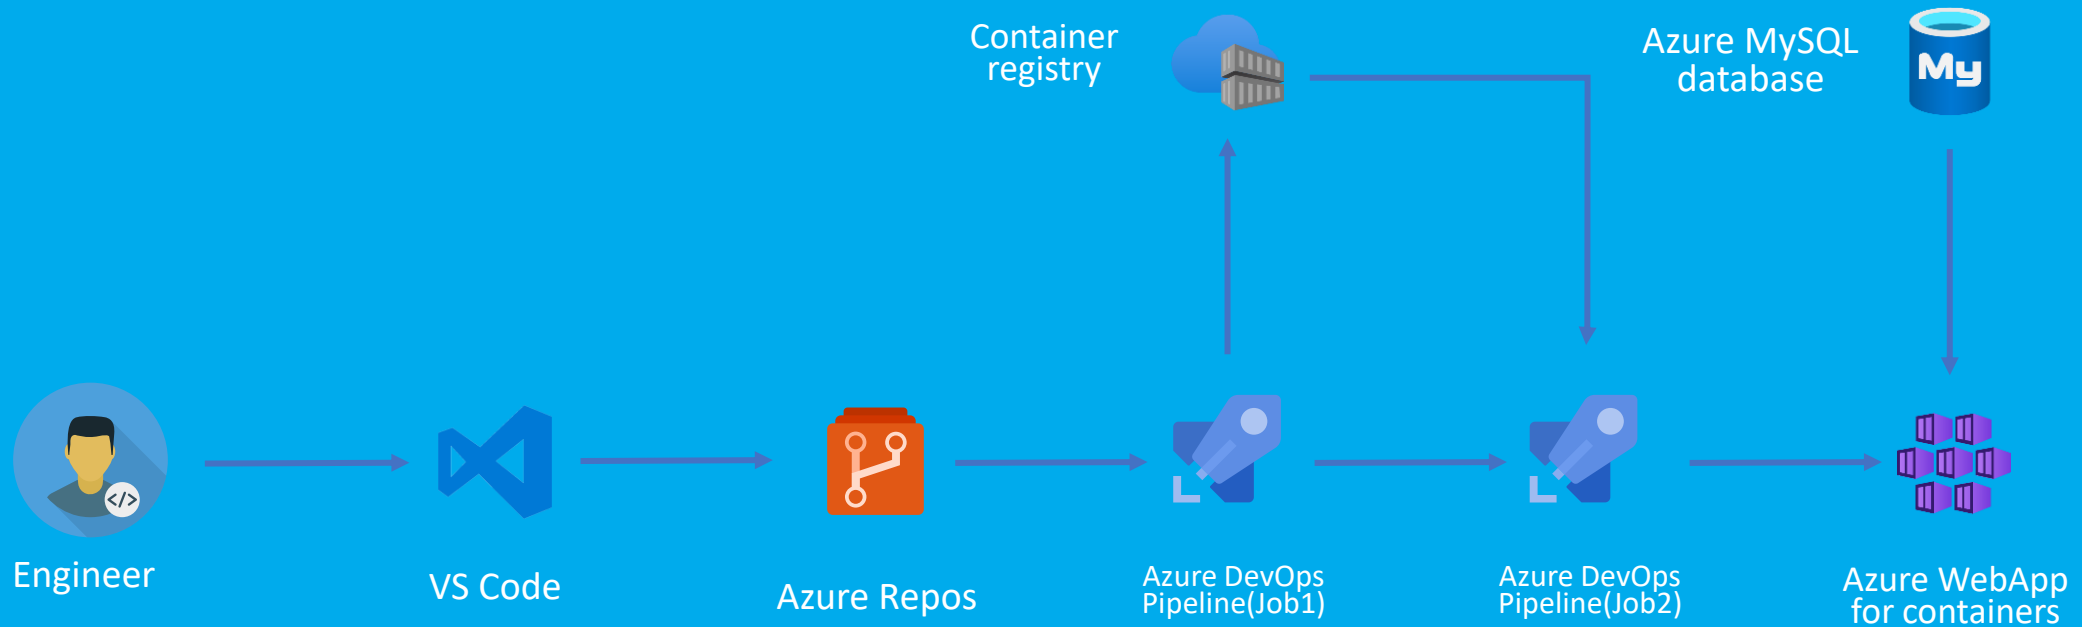 Container
registry
Azure MySQL
database
My
</>
Engineer
VS Code
Azure Repos
Azure DevOps
Pipeline(Job1)
Azure DevOps
Pipeline(Job2)
Azure WebApp
for containers